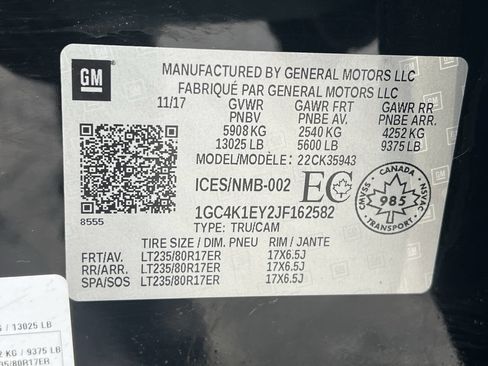 GM
MANUFACTURED BY GENERAL MOTORS LLC
FABRIQUÉ PAR GENERAL MOTORS LLC
11/17 GVWR GAWR FRT GAWR RR
PNBV PNBE AV. PNBE ARR.
5908 KG 2540 KG 4252 KG
13025 LB 5600 LB 9375 LB
MODEL/MODÈLE: 22CK35943
ICES/NMB-002 EC
CANADA
985
CMVSS NSVAC
8555
1GC4K1EY2JF162582
TYPE: TRU/CAM
TIRE SIZE / DIM. PNEU RIM / JANTE
FRT/AV. LT235/80R17ER 17X6.5J
RR/ARR. LT235/80R17ER 17X6.5J
SPA/SOS LT235/80R17ER 17X6.5J
/ 13025 LB
KG / 9375 LB
35/80R17ER